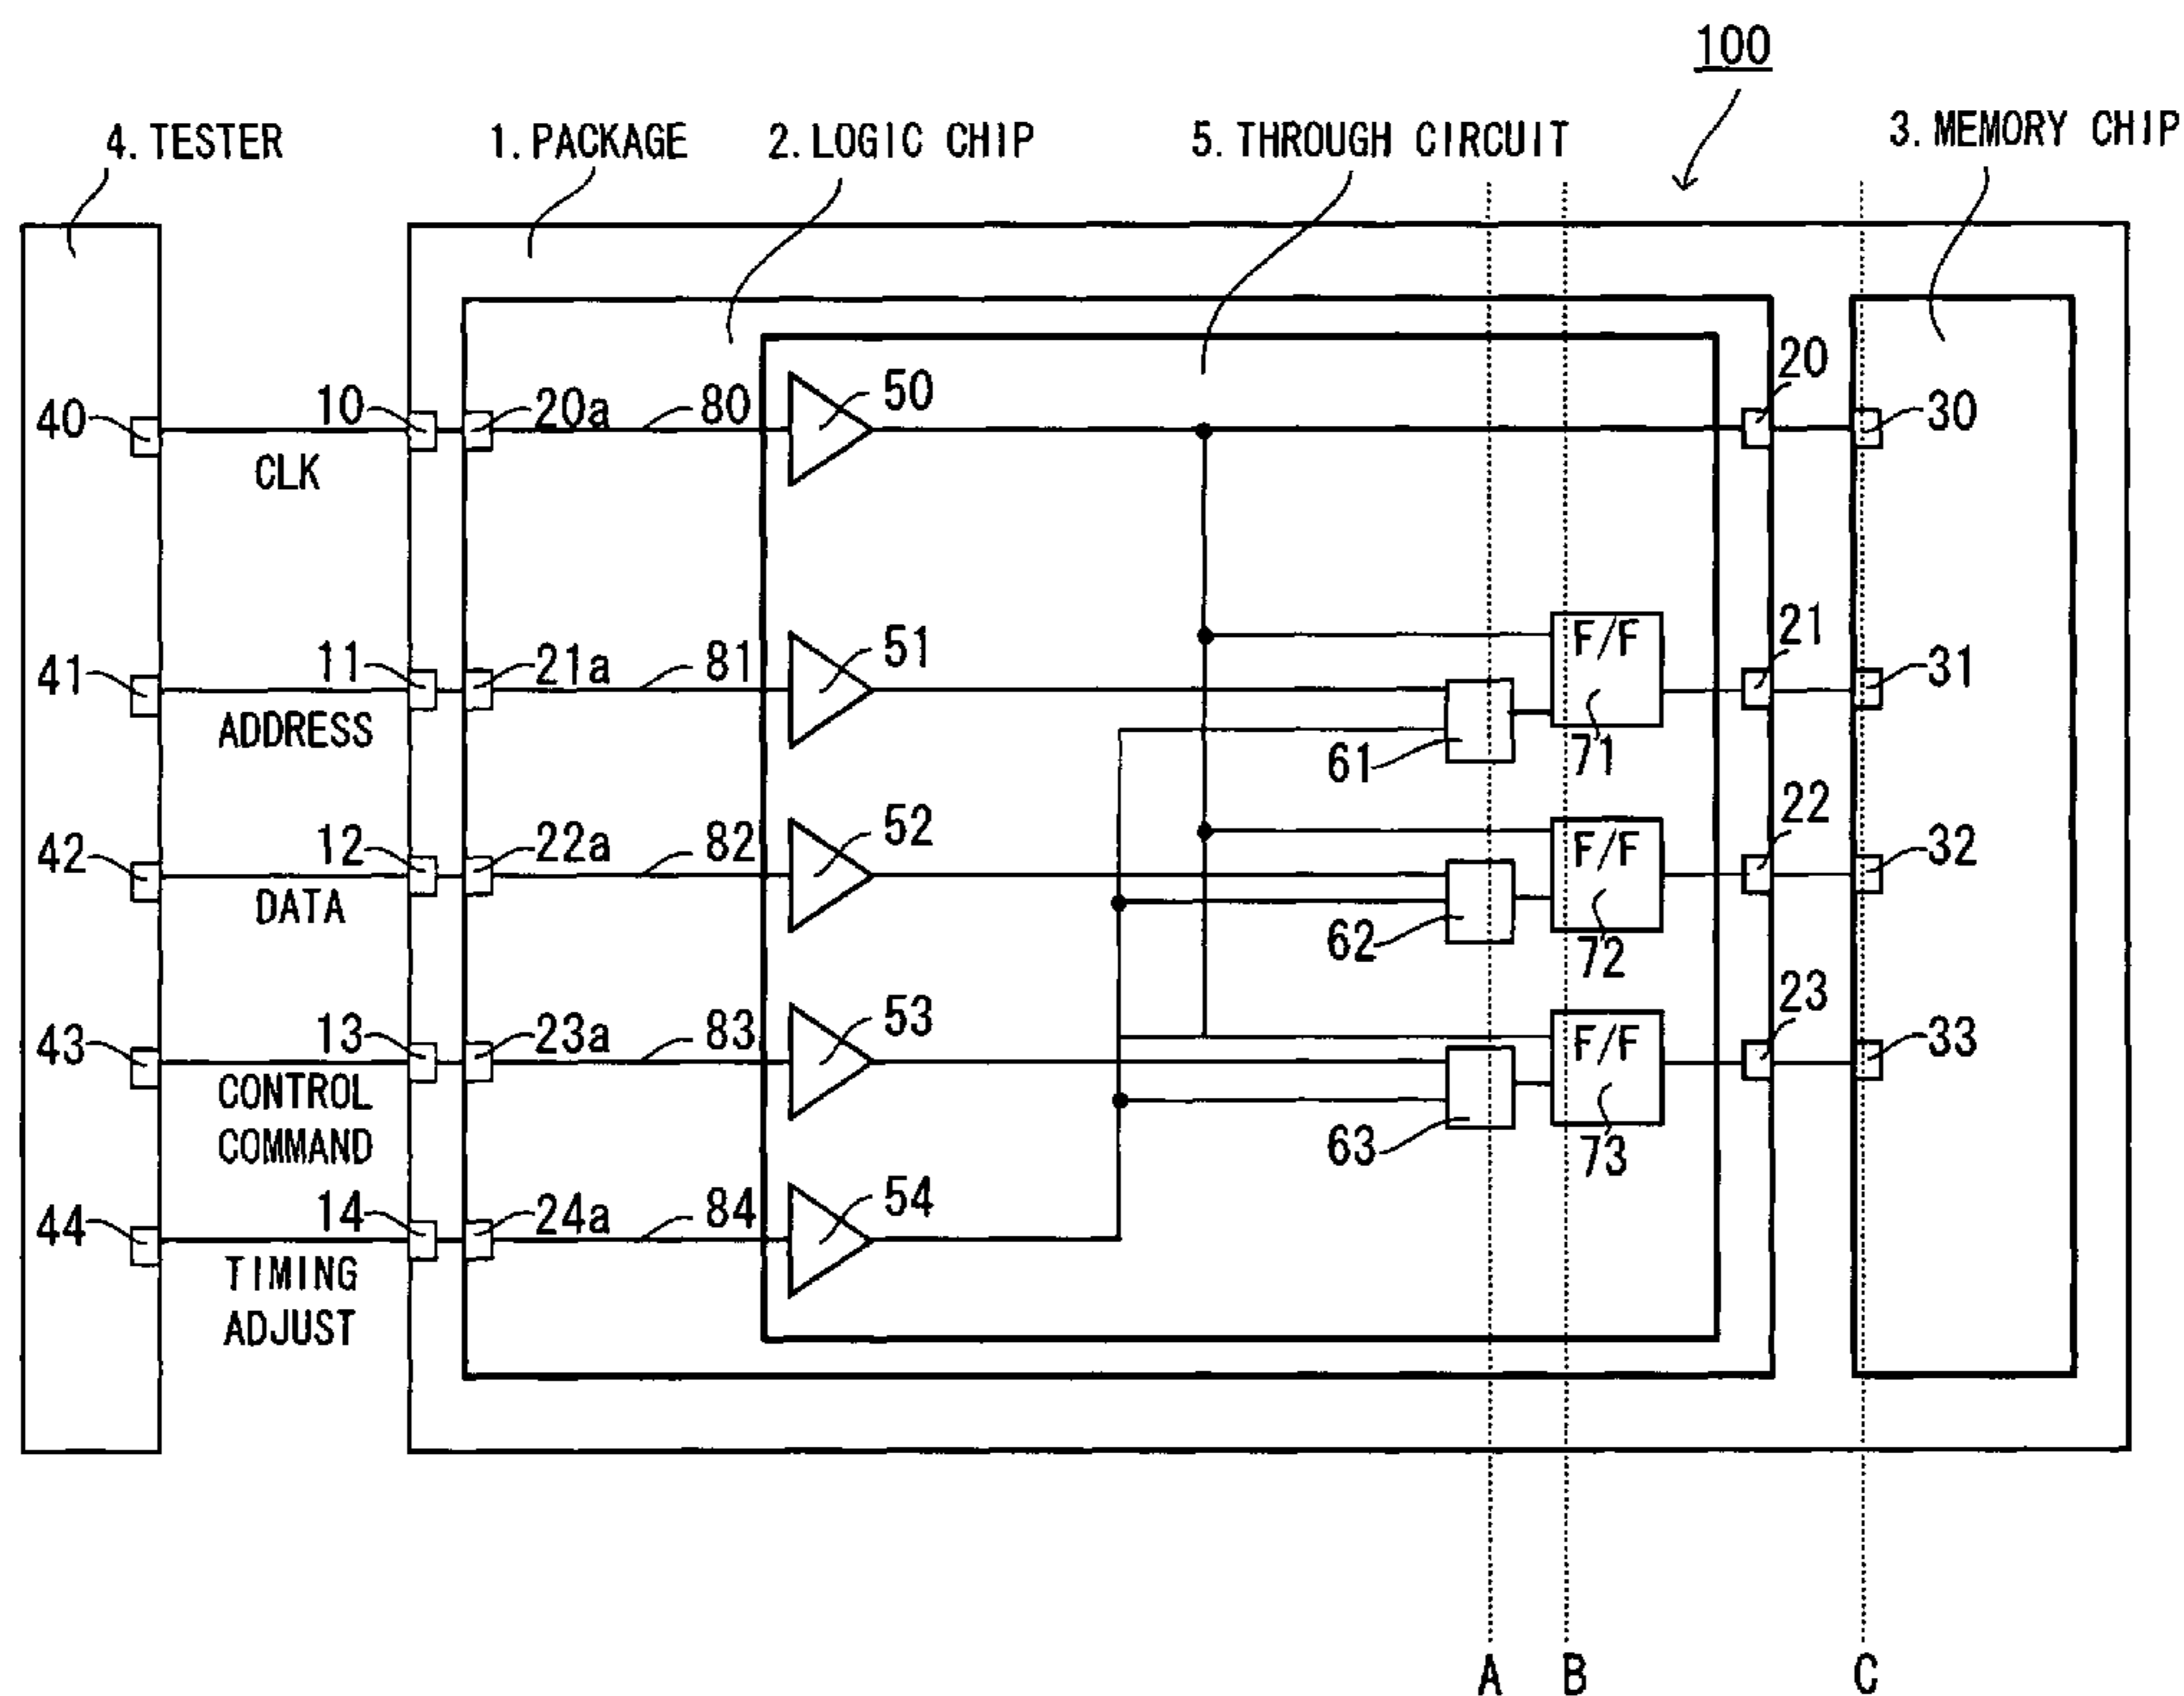 100
4. TESTER
1. PACKAGE
2. LOGIC CHIP
5. THROUGH CIRCUIT
3. MEMORY CHIP
40
10
20a
80
50
20
30
CLK
41
11
21a
81
51
F/F
21
31
ADDRESS
61
71
42
12
22a
82
52
F/F
22
32
DATA
62
72
43
13
23a
83
53
F/F
23
33
CONTROL
COMMAND
63
73
44
14
24a
84
54
TIMING
ADJUST
A
B
C